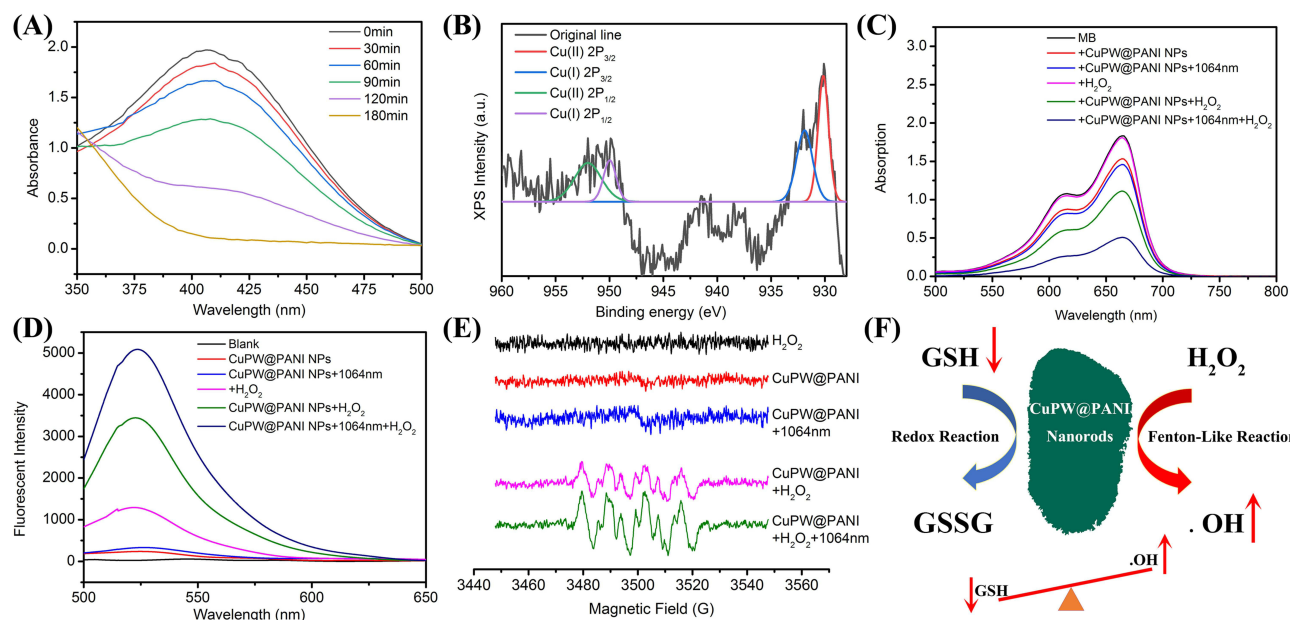 (A)
2.0
1.5
1.0
0.5
0.0
Absorbance
350
375
400
425
450
475
500
Wavelength (nm)
0min
30min
60min
90min
120min
180min
(B)
Original line
Cu(II) 2P3/2
Cu(I) 2P3/2
Cu(II) 2P1/2
Cu(I) 2P1/2
XPS Intensity (a.u.)
960
955
950
945
940
935
930
Binding energy (eV)
(C)
3.0
2.5
2.0
1.5
1.0
0.5
0.0
Absorption
500
550
600
650
700
750
800
Wavelength (nm)
MB
+CuPW@PANI NPs
+CuPW@PANI NPs+1064nm
+H2O2
+CuPW@PANI NPs+H2O2
+CuPW@PANI NPs+1064nm+H2O2
(D)
5000
4000
3000
2000
1000
0
Fluorescent Intensity
500
550
600
650
Wavelength (nm)
Blank
CuPW@PANI NPs
CuPW@PANI NPs+1064nm
+H2O2
CuPW@PANI NPs+H2O2
CuPW@PANI NPs+1064nm+H2O2
(E)
H2O2
CuPW@PANI
CuPW@PANI
+1064nm
CuPW@PANI
+H2O2
CuPW@PANI
+H2O2+1064nm
3440
3460
3480
3500
3520
3540
3560
Magnetic Field (G)
(F)
GSH
H2O2
CuPW@PANI
Nanorods
Redox Reaction
Fenton-Like Reaction
GSSG
. OH
.OH
GSH